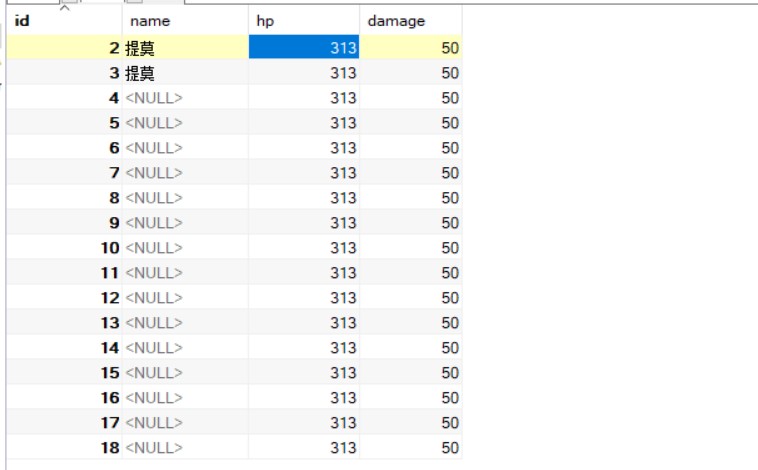 id name hp damage
2 提莫 313 50
3 提莫 313 50
4 <NULL> 313 50
5 <NULL> 313 50
6 <NULL> 313 50
7 <NULL> 313 50
8 <NULL> 313 50
9 <NULL> 313 50
10 <NULL> 313 50
11 <NULL> 313 50
12 <NULL> 313 50
13 <NULL> 313 50
14 <NULL> 313 50
15 <NULL> 313 50
16 <NULL> 313 50
17 <NULL> 313 50
18 <NULL> 313 50